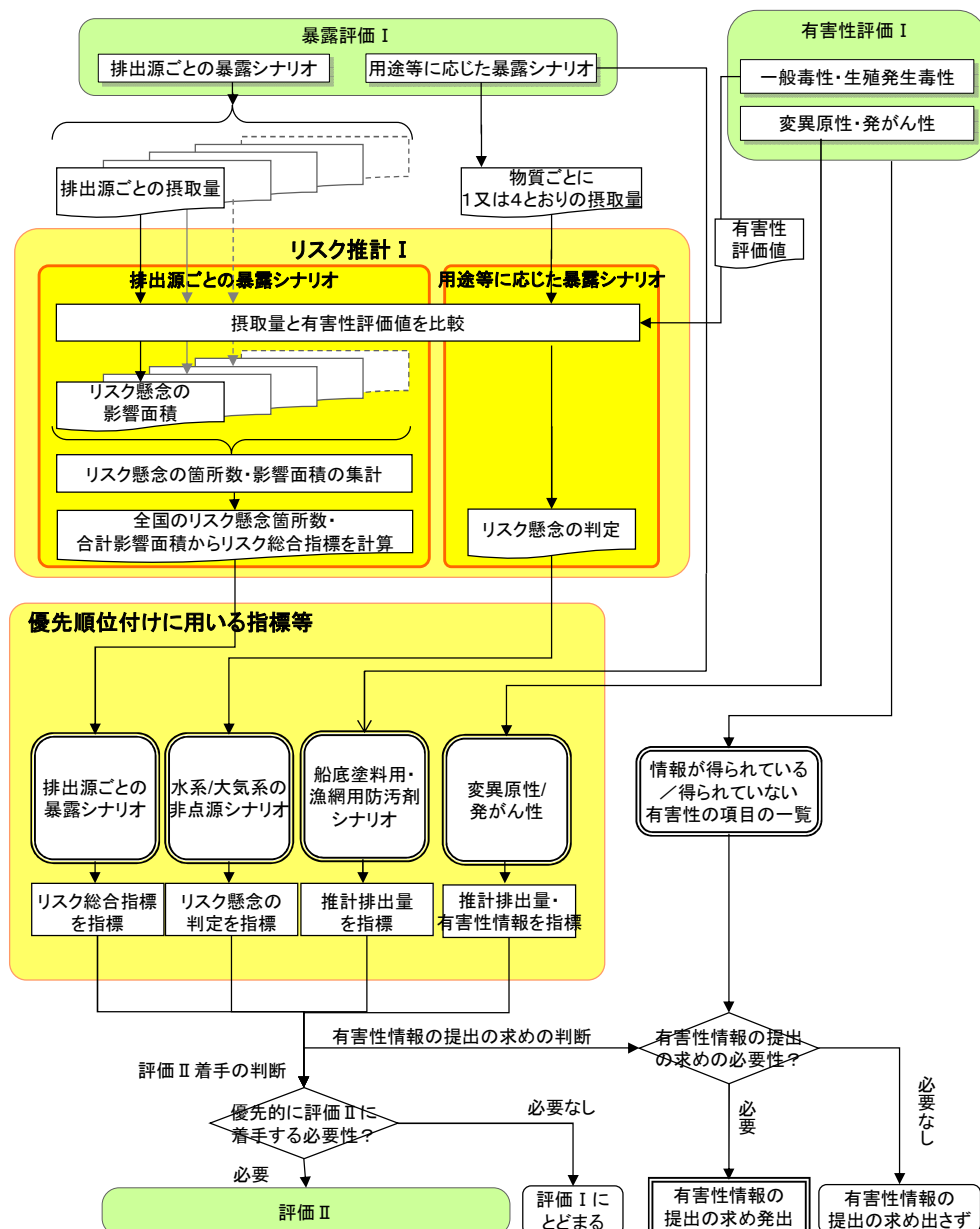 暴露評価Ⅰ
排出源ごとの暴露シナリオ
用途等に応じた暴露シナリオ
有害性評価Ⅰ
一般毒性・生殖発生毒性
変異原性・発がん性
排出源ごとの摂取量
物質ごとに
1又は4とおりの摂取量
有害性
評価値
リスク推計Ⅰ
排出源ごとの暴露シナリオ
用途等に応じた暴露シナリオ
摂取量と有害性評価値を比較
リスク懸念の
影響面積
リスク懸念の箇所数・影響面積の集計
全国のリスク懸念箇所数・
合計影響面積からリスク総合指標を計算
リスク懸念の判定
優先順位付けに用いる指標等
排出源ごとの
暴露シナリオ
水系/大気系の
非点源シナリオ
船底塗料用・
漁網用防汚剤
シナリオ
変異原性/
発がん性
情報が得られている
／得られていない
有害性の項目の一覧
リスク総合指標
を指標
リスク懸念の
判定を指標
推計排出量
を指標
推計排出量・
有害性情報を指標
有害性情報の提出の求めの判断
有害性情報の提出
の求めの必要性？
評価Ⅱ着手の判断
優先的に評価Ⅱに
着手する必要性？
必要なし
必要
必要
必要なし
評価Ⅱ
評価Ⅰに
とどまる
有害性情報の
提出の求め発出
有害性情報の
提出の求め出さず